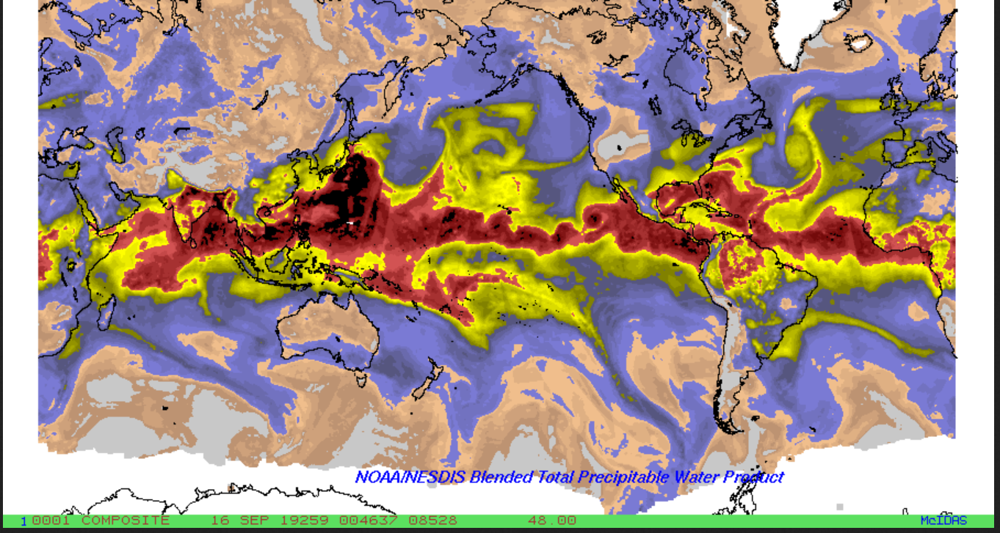 NOAA/NESDIS Blended Total Precipitable Water Product
1 0001 COMPOSITE 16 SEP 19259 004637 08528 48.00 McIDAS